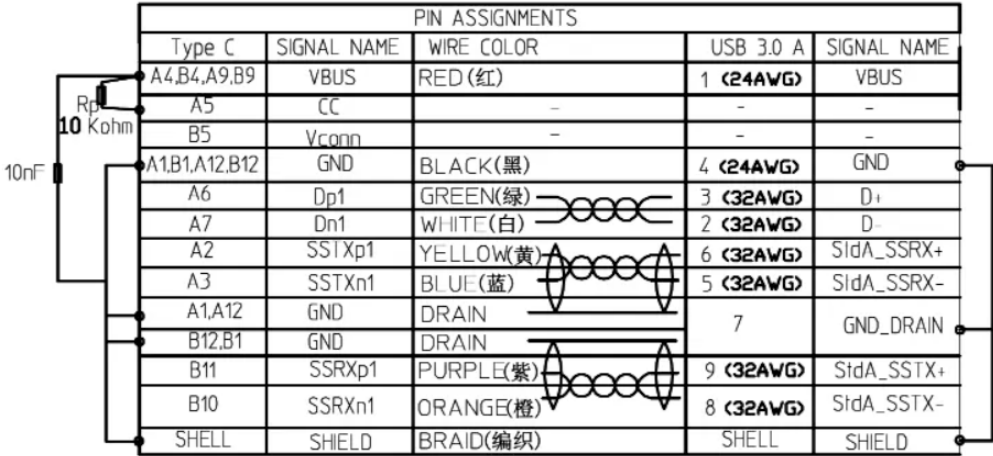 PIN ASSIGNMENTS
Type C SIGNAL NAME WIRE COLOR USB 3.0 A SIGNAL NAME
A4,B4,A9,B9 VBUS RED(红) 1 (24AWG) VBUS
Rp A5 CC - - -
10 Kohm B5 Vconn - - -
10nF A1,B1,A12,B12 GND BLACK(黑) 4 (24AWG) GND
A6 Dp1 GREEN(绿) 3 (32AWG) D+
A7 Dn1 WHITE(白) 2 (32AWG) D-
A2 SSTXp1 YELLOW(黄) 6 (32AWG) StdA_SSRX+
A3 SSTXn1 BLUE(蓝) 5 (32AWG) StdA_SSRX-
A1,A12 GND DRAIN 7 GND_DRAIN
B12,B1 GND DRAIN
B11 SSRXp1 PURPLE(紫) 9 (32AWG) StdA_SSTX+
B10 SSRXn1 ORANGE(橙) 8 (32AWG) StdA_SSTX-
SHELL SHIELD BRAID(编织) SHELL SHIELD